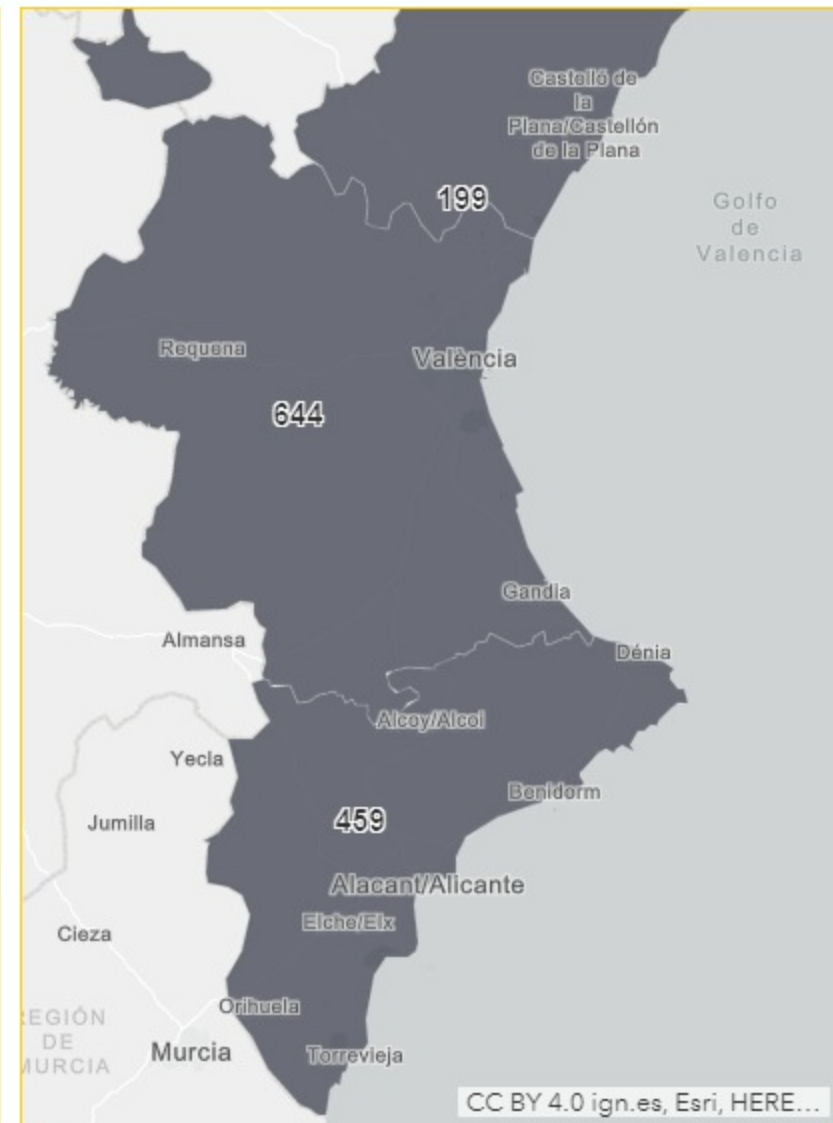 Castelló de
la
Plana/Castellón
de la Plana
199
Golfo
de
Valencia
Requena
València
644
Gandia
Almansa
Dénia
Alcoy/Alcoi
Yecla
Benidorm
459
Jumilla
Alacant/Alicante
Elche/Elx
Cieza
Orihuela
REGIÓN
DE
MURCIA
Murcia
Torrevieja
CC BY 4.0 ign.es, Esri, HERE...